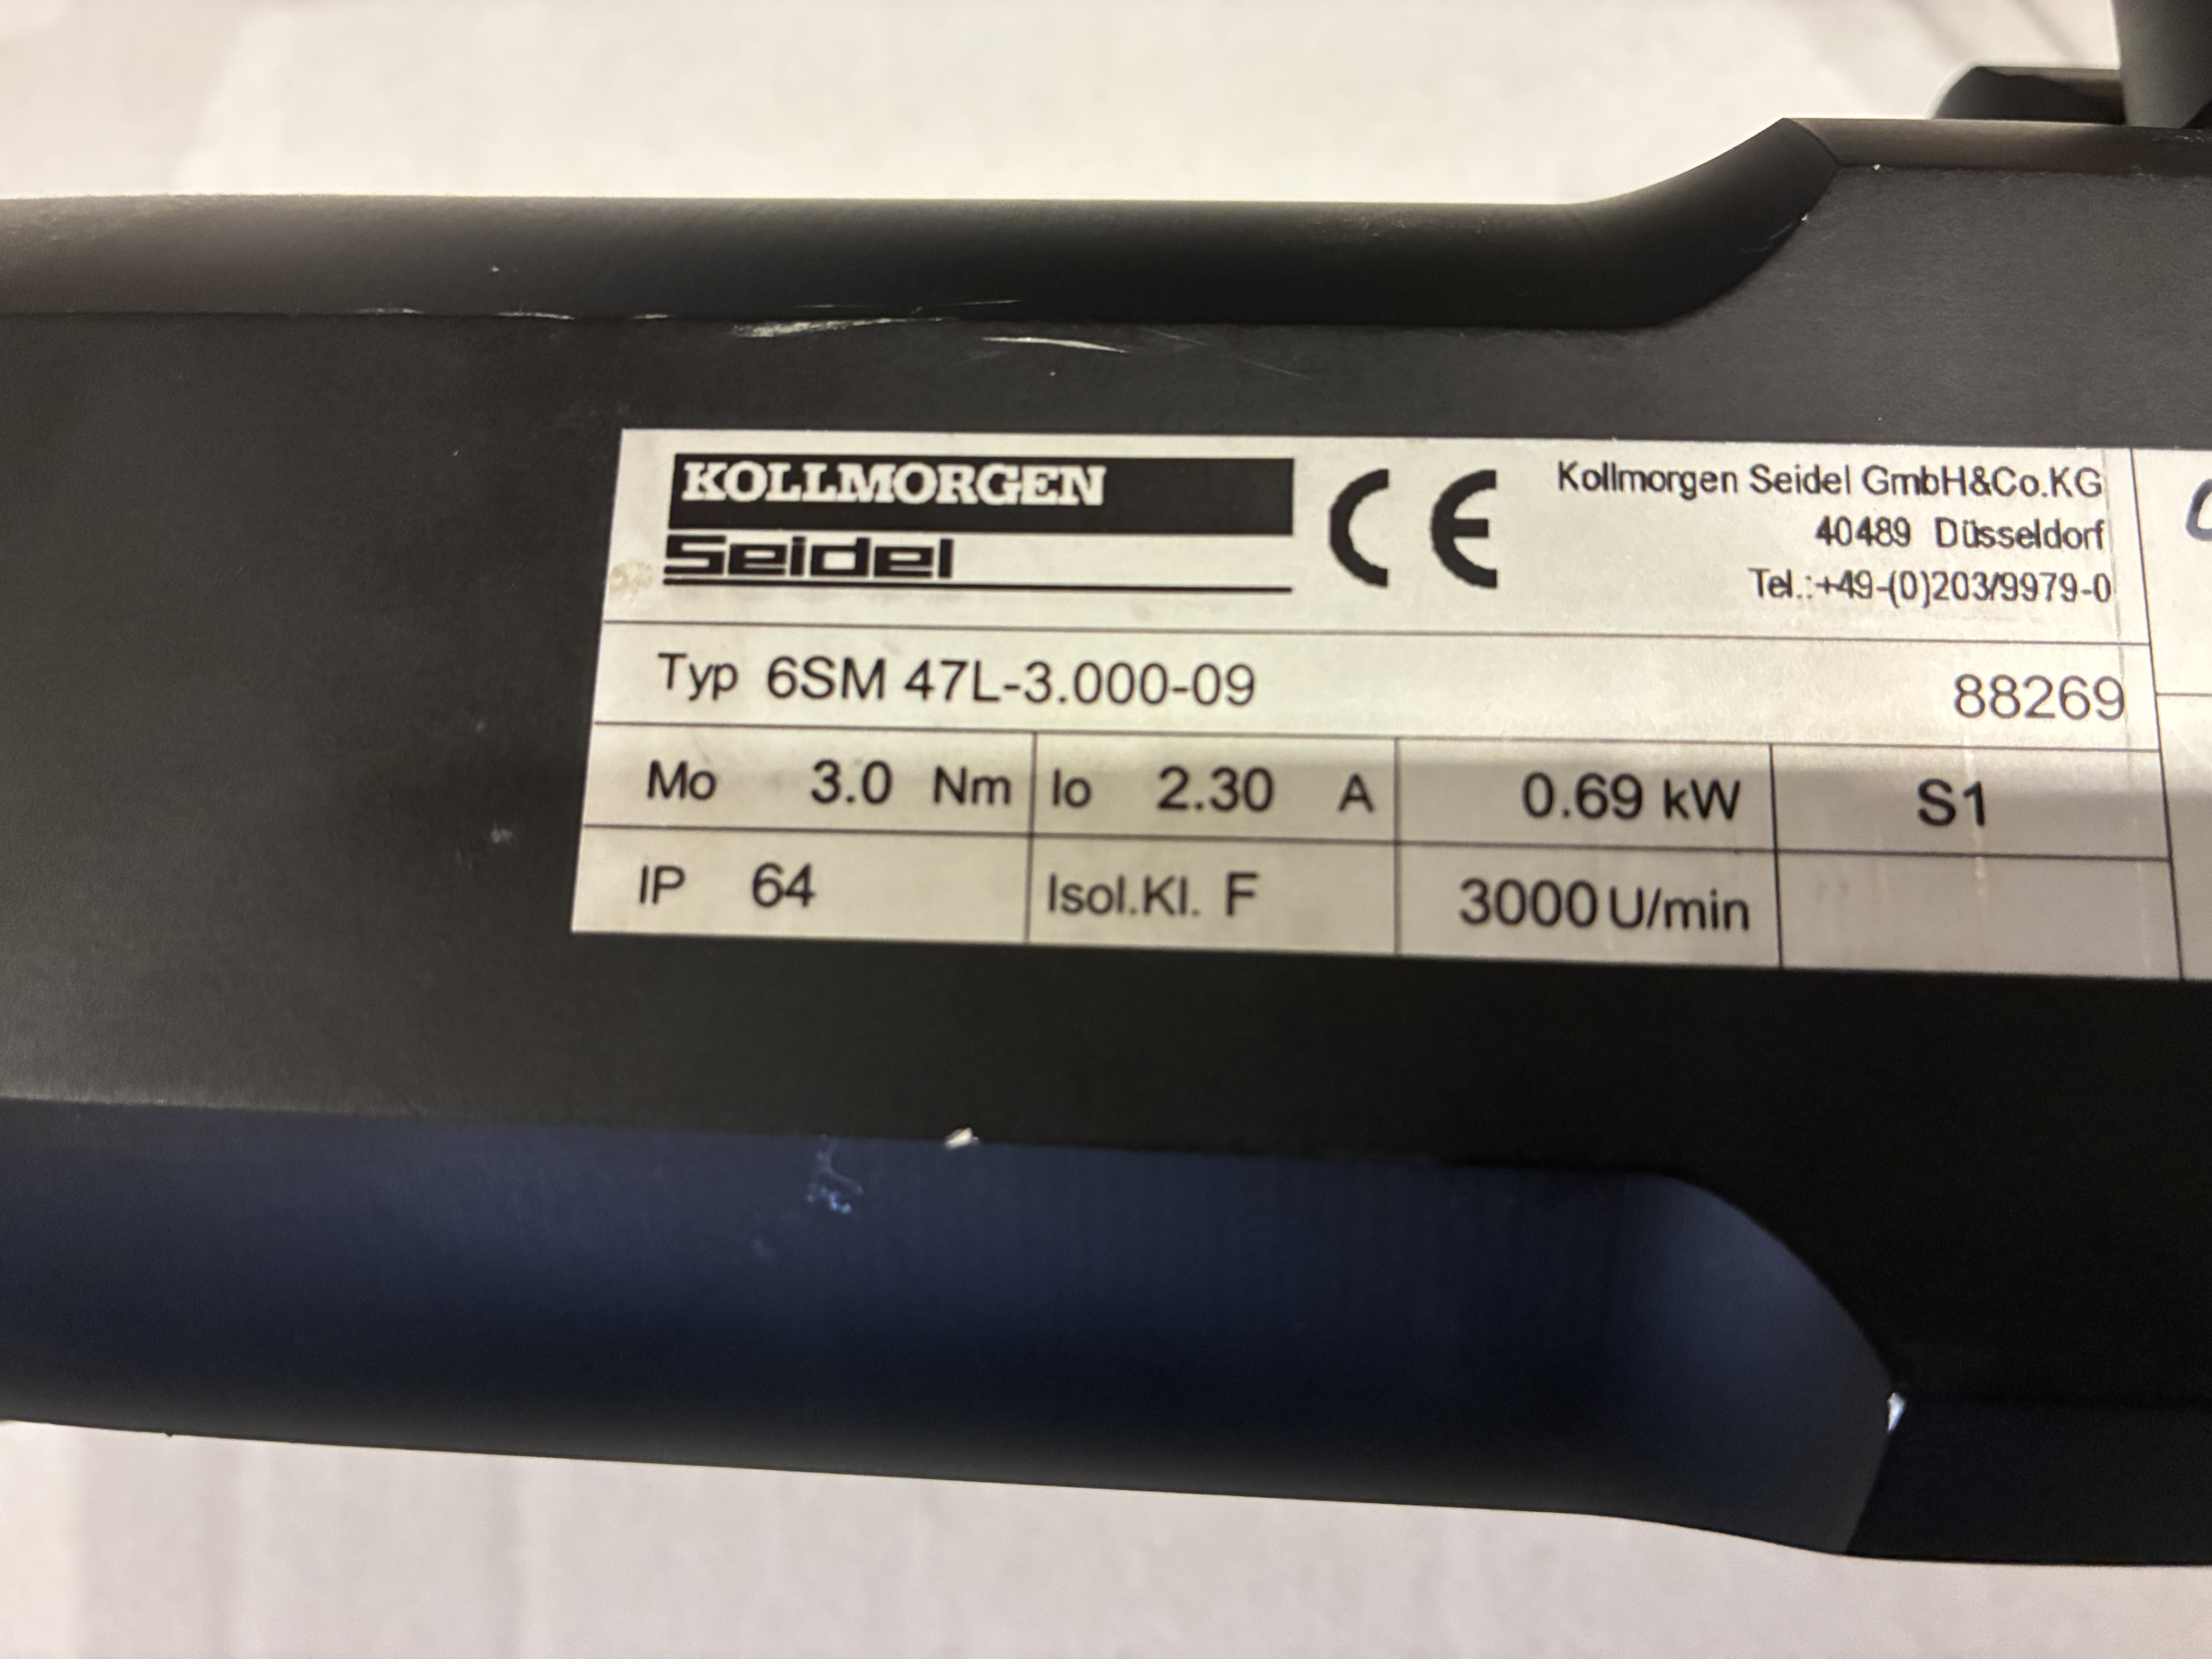 KOLLMORGEN
Seidel
CE
Kollmorgen Seidel GmbH&Co.KG
40489 Düsseldorf
Tel.:+49-(0)203/9979-0
Typ 6SM 47L-3.000-09 88269
Mo 3.0 Nm Io 2.30 A 0.69 kW S1
IP 64 Isol.Kl. F 3000 U/min